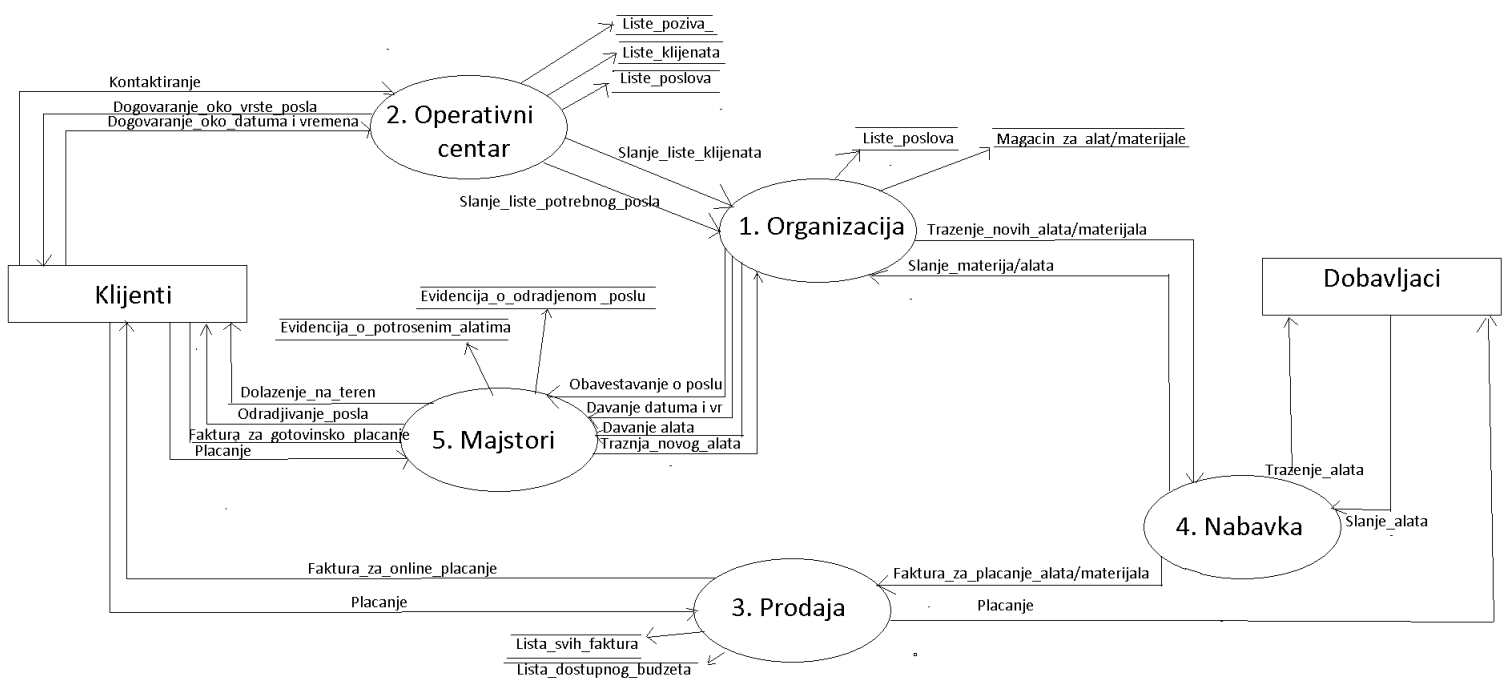 Liste_poziva_
Liste_klijenata
Liste_poslova
Kontaktiranje
Dogovaranje_oko_vrste_posla
Dogovaranje_oko_datuma i vremena
2. Operativni
centar
Slanje_liste_klijenata
Slanje_liste_potrebnog_posla
Liste_poslova
Magacin_za_alat/materijale
1. Organizacija
Trazenje_novih_alata/materijala
Slanje_materija/alata
Klijenti
Dobavljaci
Evidencija_o_odradjenom _poslu
Evidencija_o_potrosenim_alatima
Obavestavanje o poslu
Davanje datuma i vr
Davanje alata
Traznja_novog_alata
Dolazenje_na_teren
Odradjivanje_posla
Faktura_za_gotovinsko_placanje
Placanje
5. Majstori
Trazenje_alata
Slanje_alata
4. Nabavka
Faktura_za_online_placanje
Placanje
3. Prodaja
Faktura_za_placanje_alata/materijala
Placanje
Lista_svih_faktura
Lista_dostupnog_budzeta